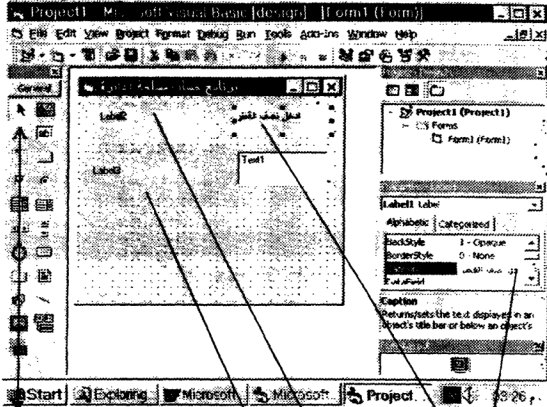 Project1 - Microsoft Visual Basic [design] - [Form1 (Form)]
File Edit View Project Format Debug Run Tools Add-Ins Window Help
General
Label2
ادخل نصف القطر
Text1
Label3
Project1 (Project1)
Forms
Form1 (Form1)
Label1 Label
Alphabetic Categorized
BackStyle 1 - Opaque
BorderStyle 0 - None
DataField
Caption
Returns/sets the text displayed in an
object's title bar or below an object's
Start Exploring Microsoft Microsoft Project 03:26